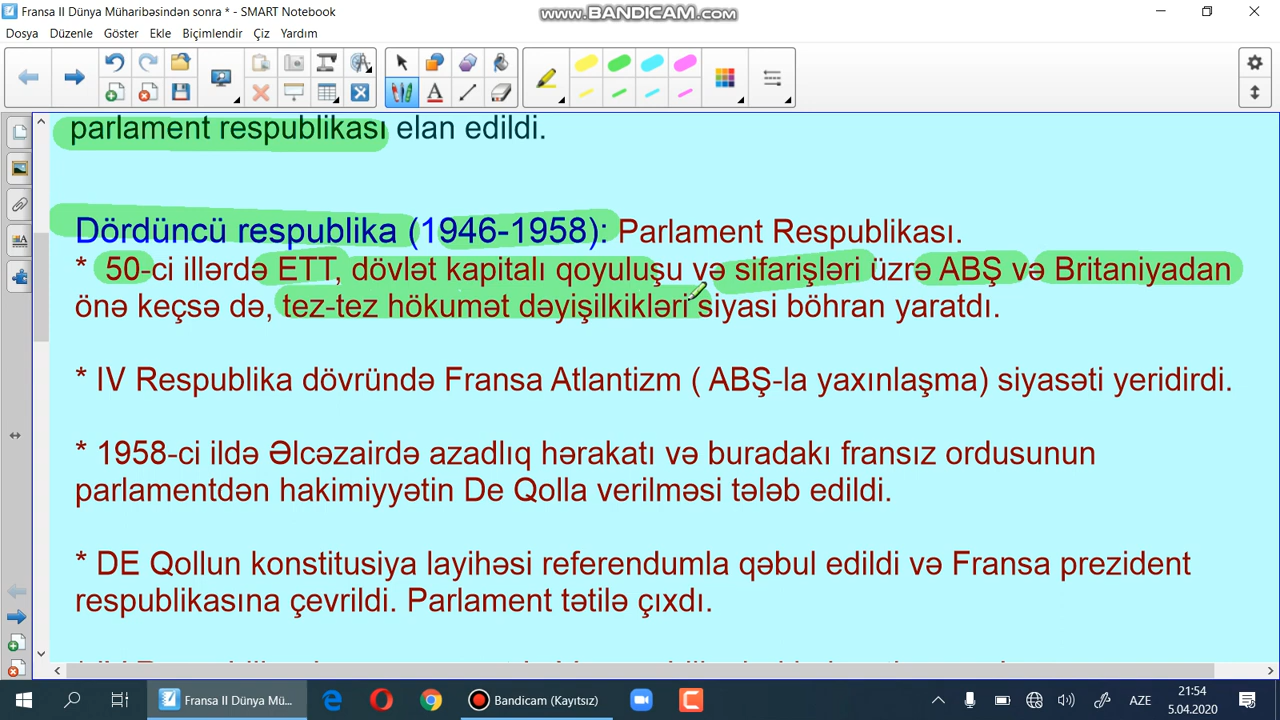 Fransa II Dünya Müharibəsindən sonra * - SMART Notebook
www.BANDICAM.com
Dosya Düzenle Göster Ekle Biçimlendir Çiz Yardım
parlament respublikası elan edildi.
Dördüncü respublika (1946-1958): Parlament Respublikası.
* 50-ci illərdə ETT, dövlət kapitalı qoyuluşu və sifarişləri üzrə ABŞ və Britaniyadan
önə keçsə də, tez-tez hökumət dəyişilkikləri siyasi böhran yaratdı.
* IV Respublika dövründə Fransa Atlantizm ( ABŞ-la yaxınlaşma) siyasəti yeridirdi.
* 1958-ci ildə Əlcəzairdə azadlıq hərakatı və buradakı fransız ordusunun
parlamentdən hakimiyyətin De Qolla verilməsi tələb edildi.
* DE Qollun konstitusiya layihəsi referendumla qəbul edildi və Fransa prezident
respublikasına çevrildi. Parlament tətilə çıxdı.
Fransa II Dünya Mü...
Bandicam (Kayıtsız)
AZE
21:54
5.04.2020